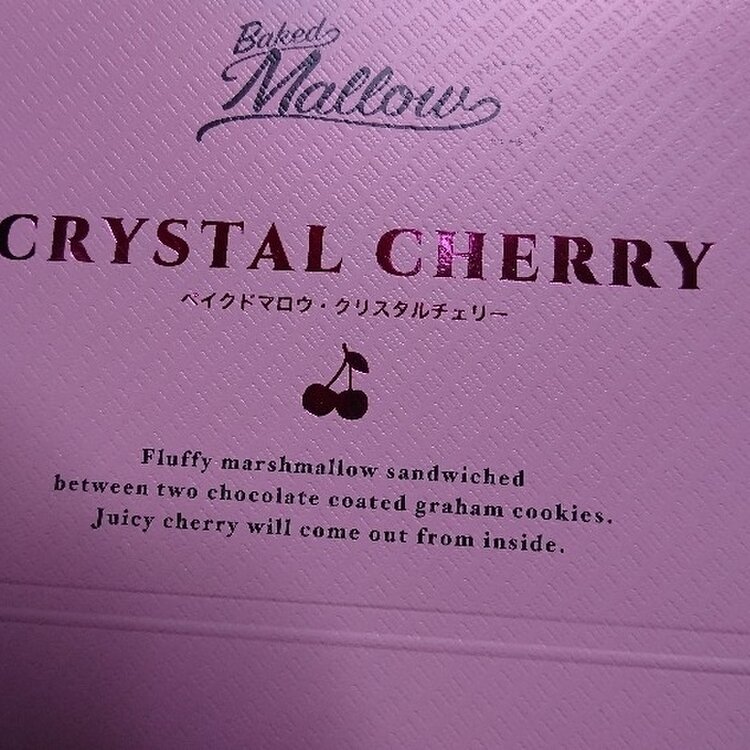 Baked
Mallow
CRYSTAL CHERRY
ベイクドマロウ・クリスタルチェリー
Fluffy marshmallow sandwiched
between two chocolate coated graham cookies.
Juicy cherry will come out from inside.